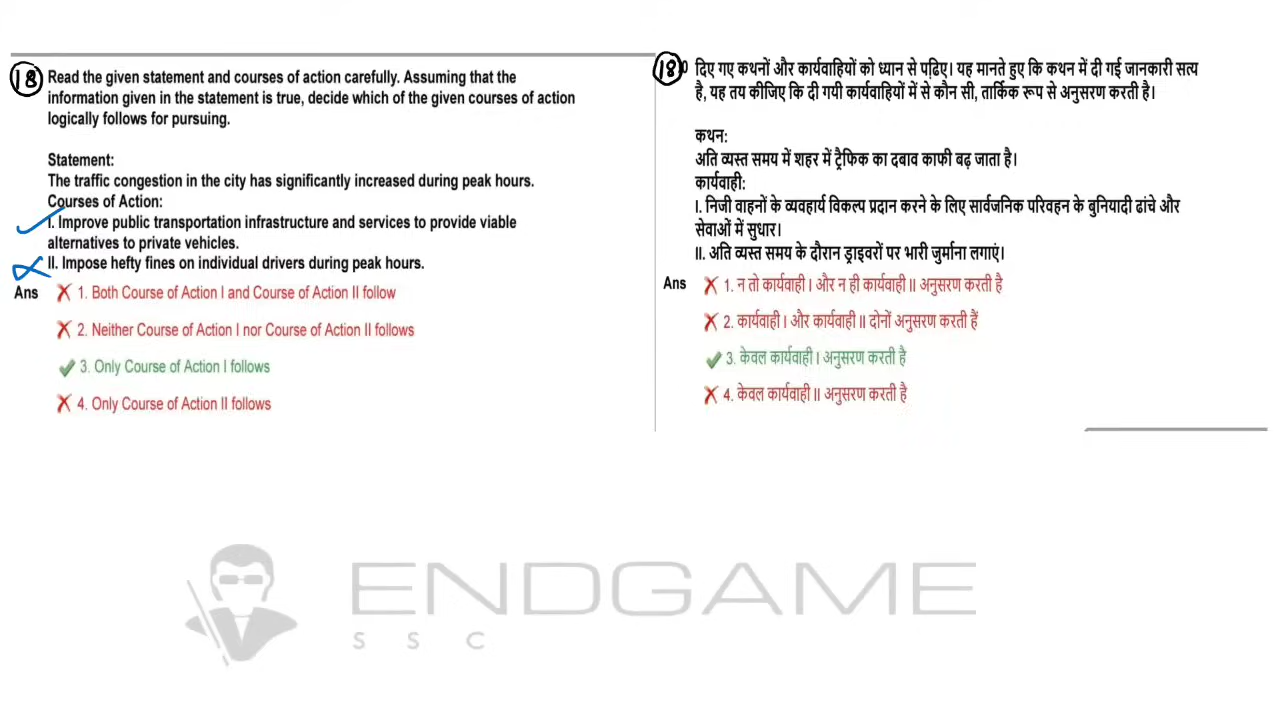 18
Read the given statement and courses of action carefully. Assuming that the
information given in the statement is true, decide which of the given courses of action
logically follows for pursuing.
Statement:
The traffic congestion in the city has significantly increased during peak hours.
Courses of Action:
I. Improve public transportation infrastructure and services to provide viable
alternatives to private vehicles.
II. Impose hefty fines on individual drivers during peak hours.
Ans
1. Both Course of Action I and Course of Action II follow
2. Neither Course of Action I nor Course of Action II follows
3. Only Course of Action I follows
4. Only Course of Action II follows
18
दिए गए कथनों और कार्यवाहियों को ध्यान से पढ़िए। यह मानते हुए कि कथन में दी गई जानकारी सत्य
है, यह तय कीजिए कि दी गयी कार्यवाहियों में से कौन सी, तार्किक रूप से अनुसरण करती है।
कथन:
अति व्यस्त समय में शहर में ट्रैफिक का दबाव काफी बढ़ जाता है।
कार्यवाही:
I. निजी वाहनों के व्यवहार्य विकल्प प्रदान करने के लिए सार्वजनिक परिवहन के बुनियादी ढांचे और
सेवाओं में सुधार।
II. अति व्यस्त समय के दौरान ड्राइवरों पर भारी जुर्माना लगाएं।
Ans
1. न तो कार्यवाही I और न ही कार्यवाही II अनुसरण करती है
2. कार्यवाही I और कार्यवाही II दोनों अनुसरण करती हैं
3. केवल कार्यवाही I अनुसरण करती है
4. केवल कार्यवाही II अनुसरण करती है
ENDGAME
SSC